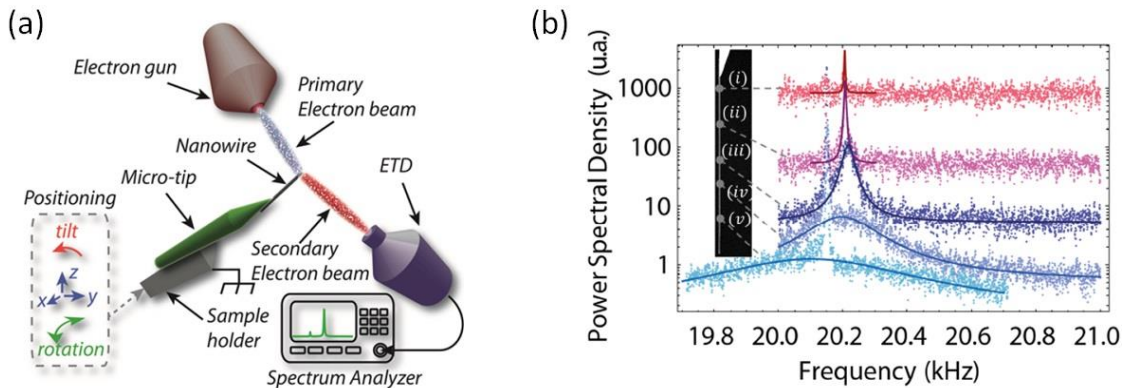 (a)
Electron gun
Primary
Electron beam
Nanowire
ETD
Micro-tip
Positioning
tilt
z
x
y
rotation
Secondary
Electron beam
Sample
holder
Spectrum Analyzer
(b)
Power Spectral Density (u.a.)
1000
100
10
1
(i)
(ii)
(iii)
(iv)
(v)
19.8
20.0
20.2
20.4
20.6
20.8
21.0
Frequency (kHz)